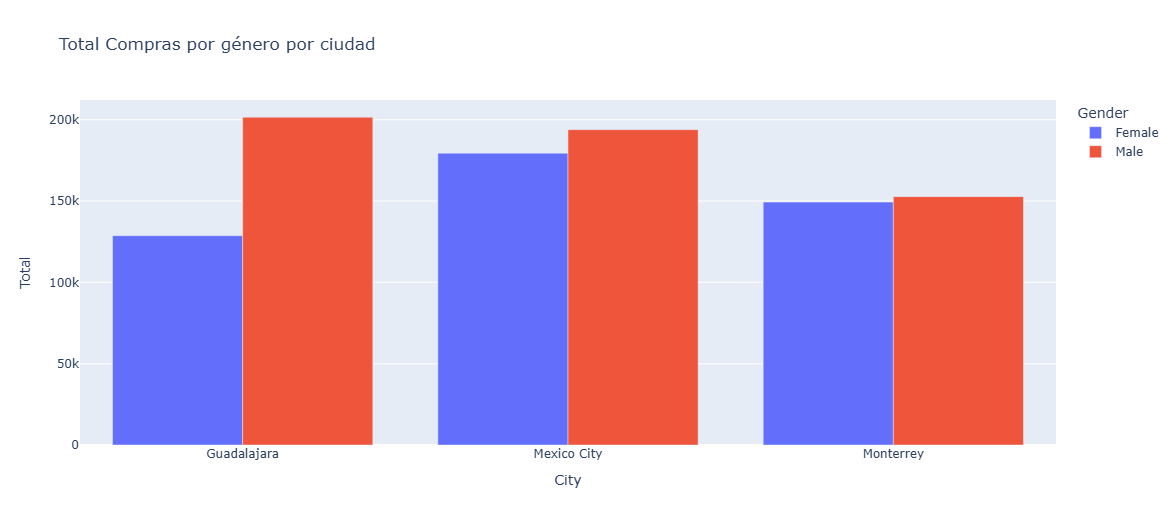 Total Compras por género por ciudad
Gender
Female
Male
200k
150k
100k
50k
0
Total
Guadalajara
Mexico City
Monterrey
City